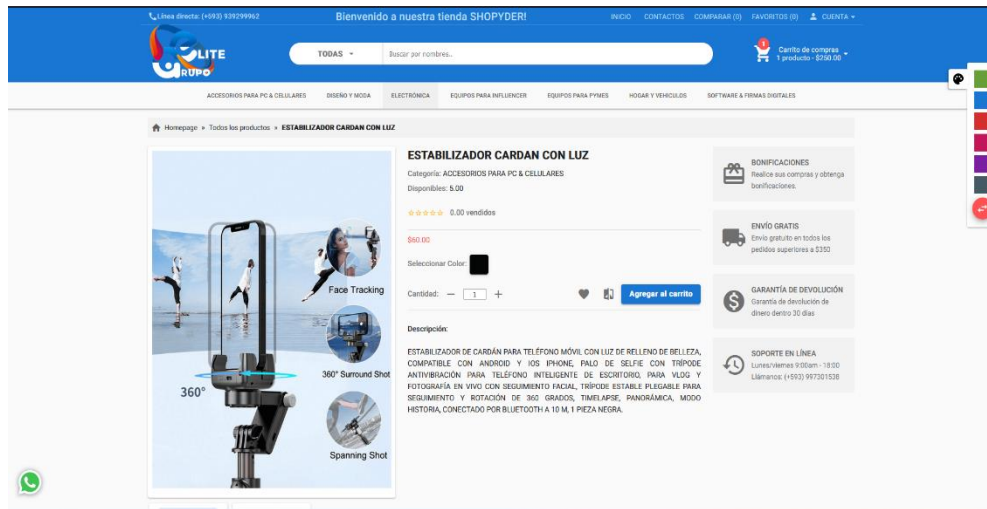 Línea directa: (+593) 939299962
Bienvenido a nuestra tienda SHOPYDER!
INICIO CONTACTOS COMPARAR (0) FAVORITOS (0) CUENTA
ELITE
GRUPO
TODAS
Buscar por nombres..
1
Carrito de compras
1 producto - $250.00
ACCESORIOS PARA PC & CELULARES DISEÑO Y MODA ELECTRÓNICA EQUIPOS PARA INFLUENCER EQUIPOS PARA PYMES HOGAR Y VEHICULOS SOFTWARE & FIRMAS DIGITALES
Homepage » Todos los productos » ESTABILIZADOR CARDAN CON LUZ
Face Tracking
360° Surround Shot
360°
Spanning Shot
ESTABILIZADOR CARDAN CON LUZ
Categoría: ACCESORIOS PARA PC & CELULARES
Disponibles: 5.00
0.00 vendidos
$60.00
Seleccionar Color:
Cantidad: — 1 +
Agregar al carrito
Descripción:
ESTABILIZADOR DE CARDÁN PARA TELÉFONO MÓVIL CON LUZ DE RELLENO DE BELLEZA,
COMPATIBLE CON ANDROID Y IOS IPHONE, PALO DE SELFIE CON TRÍPODE
ANTIVIBRACIÓN PARA TELÉFONO INTELIGENTE DE ESCRITORIO, PARA VLOG Y
FOTOGRAFÍA EN VIVO CON SEGUIMIENTO FACIAL, TRÍPODE ESTABLE PLEGABLE PARA
SEGUIMIENTO Y ROTACIÓN DE 360 GRADOS, TIMELAPSE, PANORÁMICA, MODO
HISTORIA, CONECTADO POR BLUETOOTH A 10 M, 1 PIEZA NEGRA.
BONIFICACIONES
Realice sus compras y obtenga
bonificaciones.
ENVÍO GRATIS
Envío gratuito en todos los
pedidos superiores a $350
GARANTÍA DE DEVOLUCIÓN
Garantía de devolución de
dinero dentro 30 días
SOPORTE EN LÍNEA
Lunes/viernes 9:00am - 18:00
Llámanos: (+593) 997301538